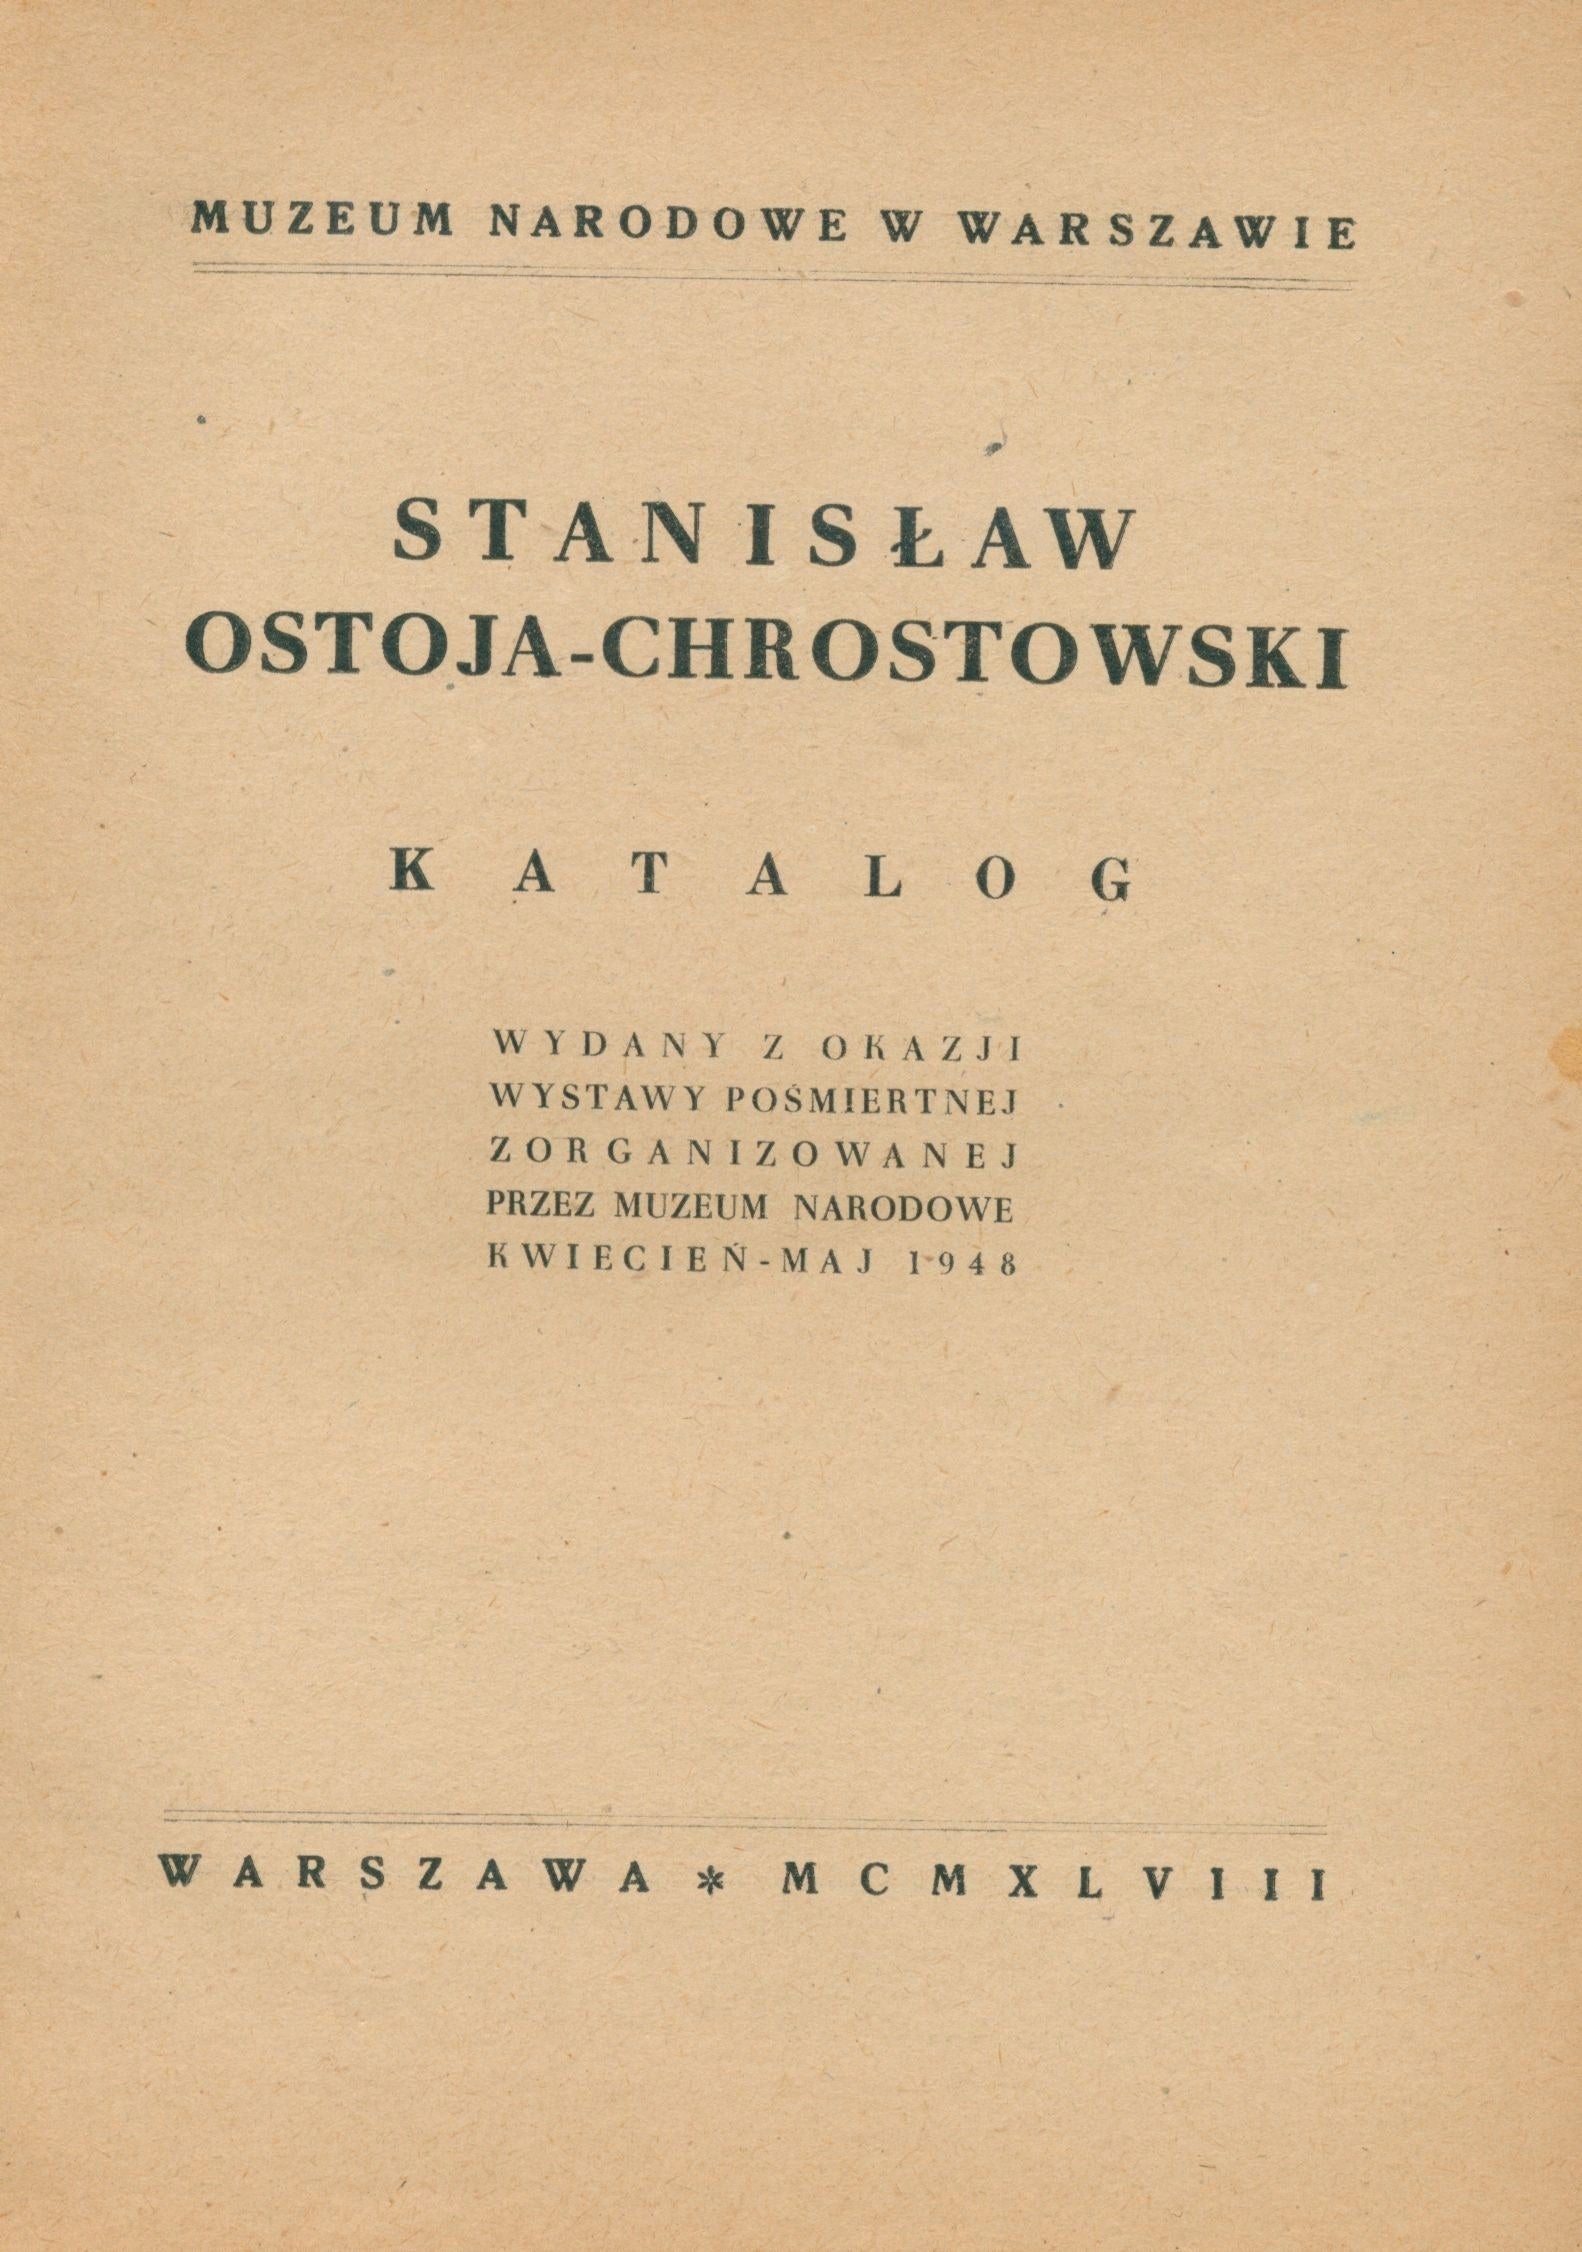 MUZEUM NARODOWE W WARSZAWIE
STANISŁAW
OSTOJA-CHROSTOWSKI
KATALOG
WYDANY Z OKAZJI
WYSTAWY POŚMIERTNEJ
ZORGANIZOWANEJ
PRZEZ MUZEUM NARODOWE
KWIECIEŃ-MAJ 1948
WARSZAWA * MCMXLVIII